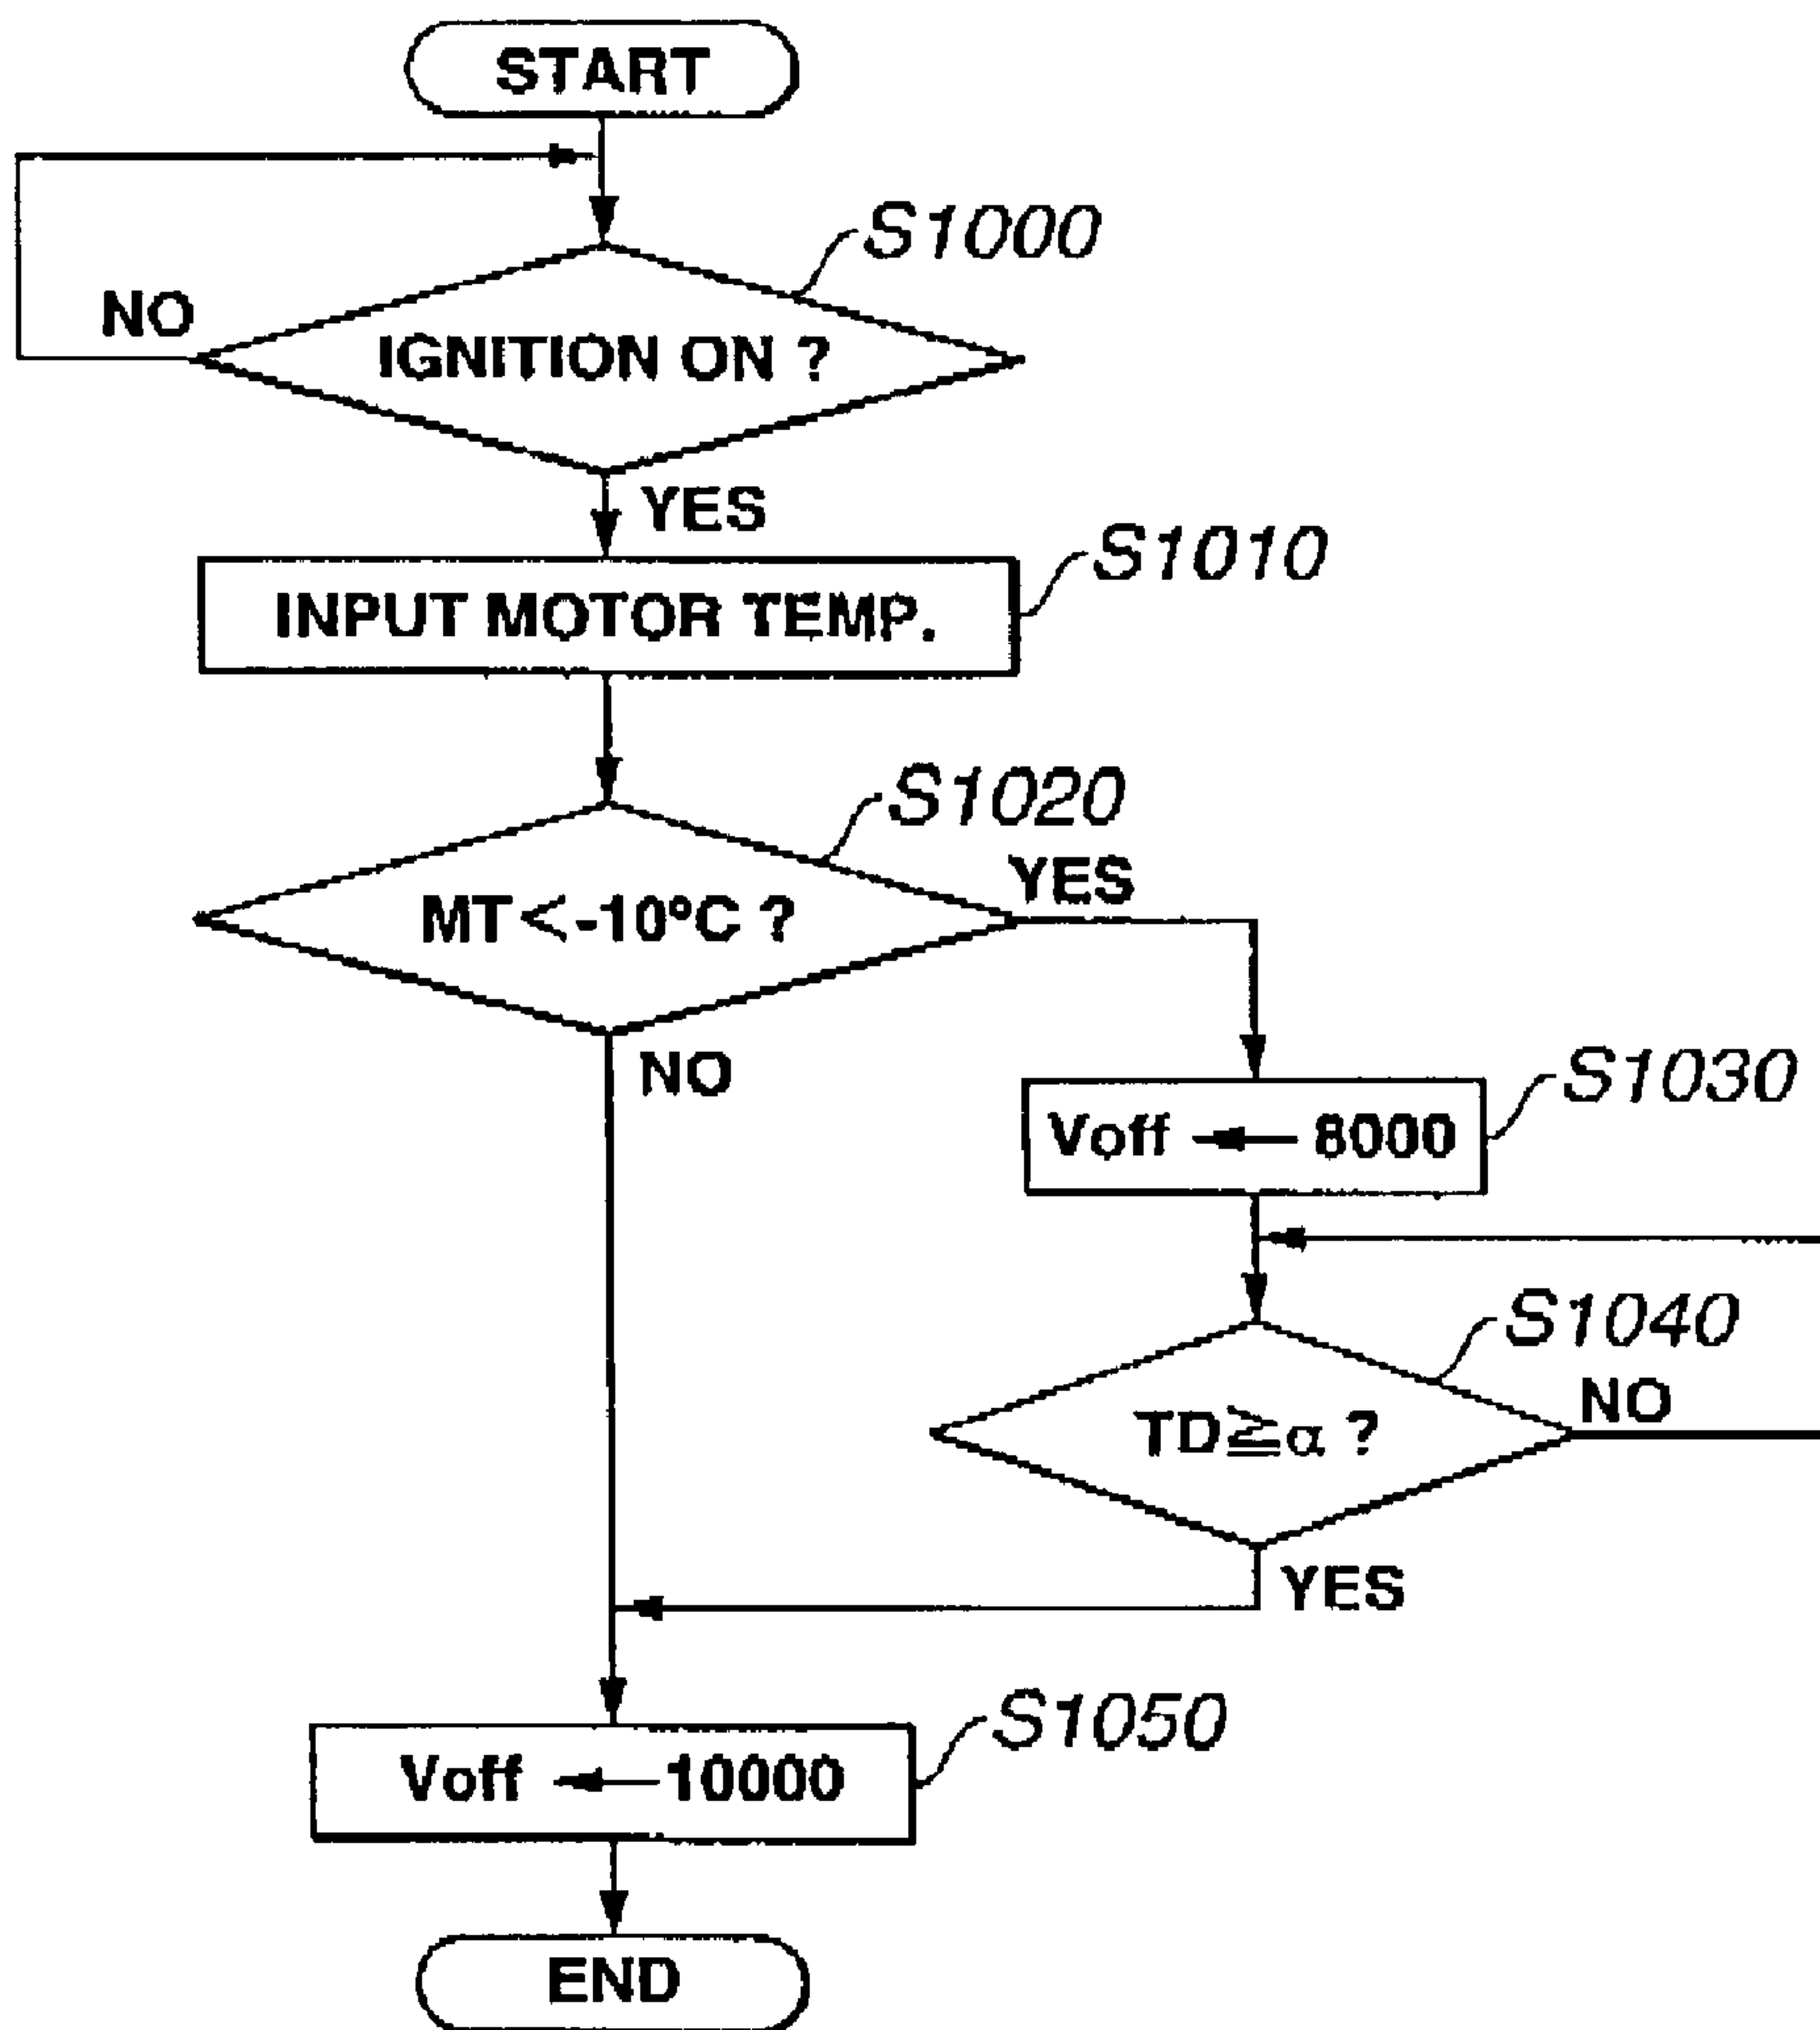 START
S1000
NO
IGNITION ON ?
YES
S1010
INPUT MOTOR TEMP.
S1020
YES
MT<-10°C ?
NO
S1030
Voff ← 8000
S1040
NO
TD≧α ?
YES
S1050
Voff ← 10000
END